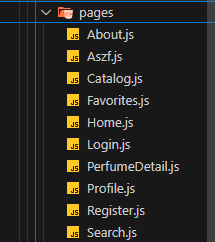 pages
About.js
Aszf.js
Catalog.js
Favorites.js
Home.js
Login.js
PerfumeDetail.js
Profile.js
Register.js
Search.js